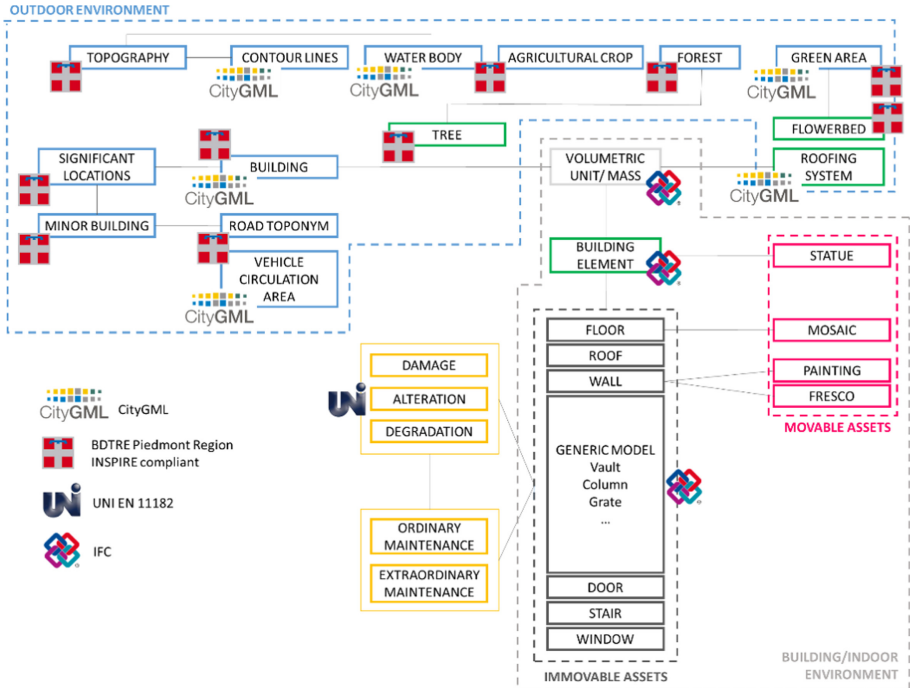 OUTDOOR ENVIRONMENT
TOPOGRAPHY
CONTOUR LINES
CityGML
WATER BODY
CityGML
AGRICULTURAL CROP
FOREST
GREEN AREA
CityGML
TREE
FLOWERBED
SIGNIFICANT
LOCATIONS
BUILDING
CityGML
VOLUMETRIC
UNIT/ MASS
ROOFING
SYSTEM
CityGML
MINOR BUILDING
ROAD TOPONYM
VEHICLE
CIRCULATION
AREA
CityGML
BUILDING
ELEMENT
STATUE
FLOOR
MOSAIC
ROOF
WALL
PAINTING
FRESCO
MOVABLE ASSETS
DAMAGE
UNI
ALTERATION
DEGRADATION
GENERIC MODEL
Vault
Column
Grate
...
CityGML
CityGML
BDTRE Piedmont Region
INSPIRE compliant
UNI
UNI EN 11182
IFC
ORDINARY
MAINTENANCE
EXTRAORDINARY
MAINTENANCE
DOOR
STAIR
WINDOW
IMMOVABLE ASSETS
BUILDING/INDOOR
ENVIRONMENT